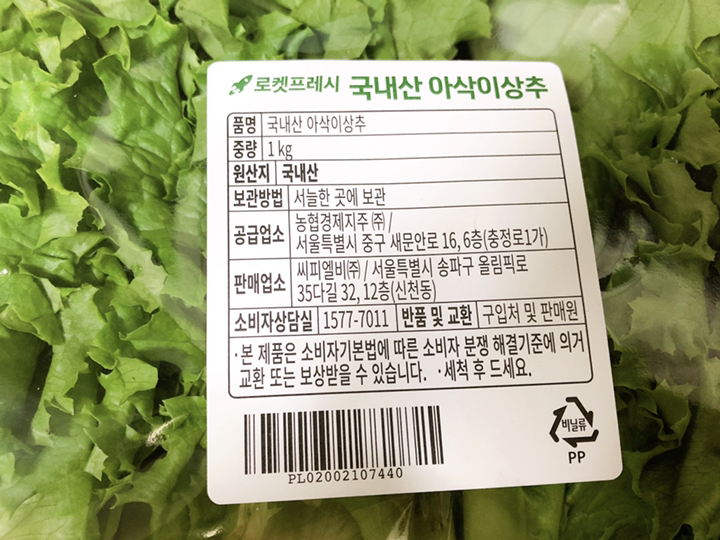 로켓프레시 국내산 아삭이상추
품명 국내산 아삭이상추
중량 1 kg
원산지 국내산
보관방법 서늘한 곳에 보관
공급업소 농협경제지주 ㈜ /
서울특별시 중구 새문안로 16, 6층(충정로1가)
판매업소 씨피엘비㈜ / 서울특별시 송파구 올림픽로
35다길 32, 12층(신천동)
소비자상담실 1577-7011 반품 및 교환 구입처 및 판매원
·본 제품은 소비자기본법에 따른 소비자 분쟁 해결기준에 의거
교환 또는 보상받을 수 있습니다. ·세척 후 드세요.
비닐류
PP
PL02002107440